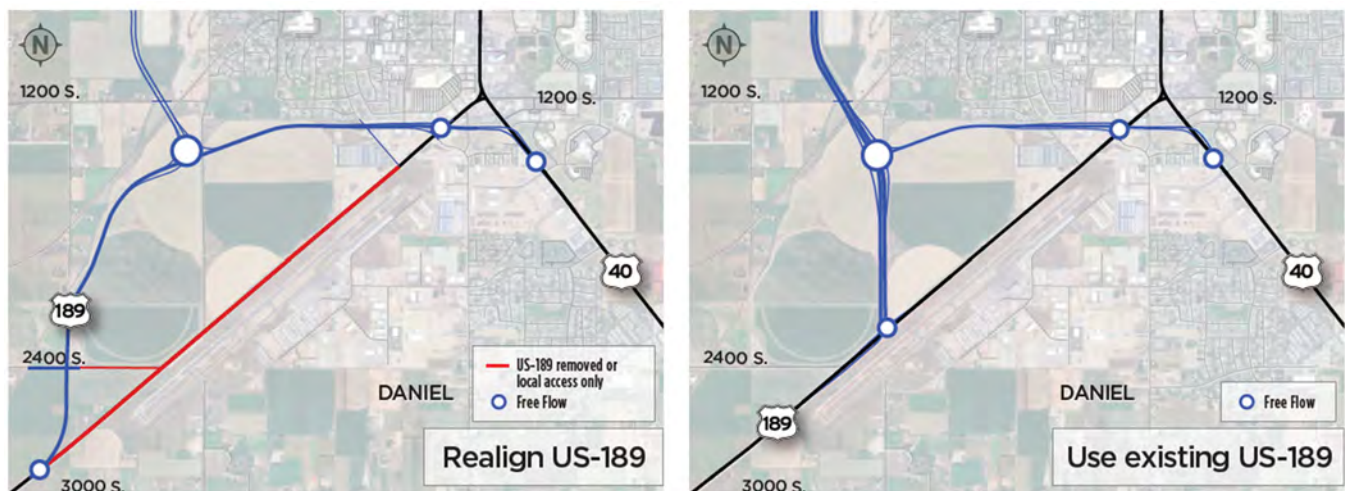 N
1200 S.
1200 S.
189
40
2400 S.
US-189 removed or
local access only
Free Flow
DANIEL
Realign US-189
3000 S.
N
1200 S.
1200 S.
40
2400 S.
DANIEL
Free Flow
189
Use existing US-189
3000 S.